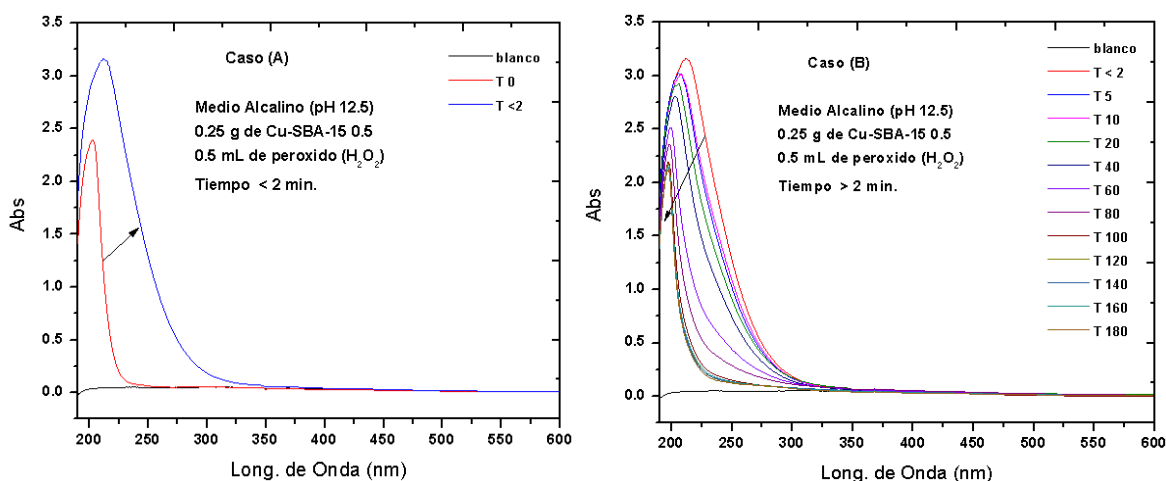 3.5
3.0
2.5
2.0
1.5
1.0
0.5
0.0
Abs
200 250 300 350 400 450 500 550 600
Long. de Onda (nm)
Caso (A)
Medio Alcalino (pH 12.5)
0.25 g de Cu-SBA-15 0.5
0.5 mL de peroxido (H₂O₂)
Tiempo < 2 min.
blanco
T 0
T <2
3.5
3.0
2.5
2.0
1.5
1.0
0.5
0.0
Abs
200 250 300 350 400 450 500 550 600
Long. de Onda (nm)
Caso (B)
Medio Alcalino (pH 12.5)
0.25 g de Cu-SBA-15 0.5
0.5 mL de peroxido (H₂O₂)
Tiempo > 2 min.
blanco
T < 2
T 5
T 10
T 20
T 40
T 60
T 80
T 100
T 120
T 140
T 160
T 180